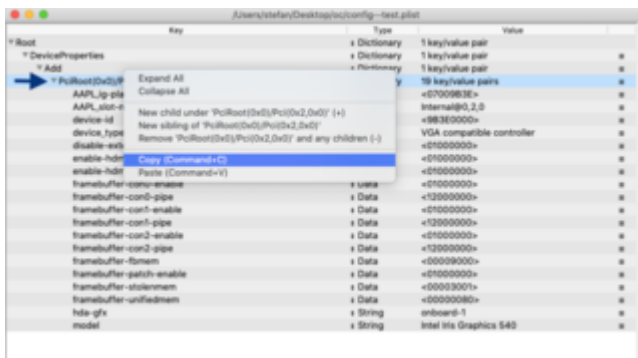 /Users/stefan/Desktop/oc/config--test.plist
Key Type Value
Root Dictionary 1 key/value pair
DeviceProperties Dictionary 1 key/value pair
Add Dictionary 1 key/value pair
PciRoot(0x0)/P 19 key/value pairs
Expand All
Collapse All
New child under 'PciRoot(0x0)/Pci(0x2,0x0)' (+)
New sibling of 'PciRoot(0x0)/Pci(0x2,0x0)'
Remove 'PciRoot(0x0)/Pci(0x2,0x0)' and any children (-)
Copy (Command+C)
Paste (Command+V)
AAPL,ig-pla <07009B3E>
AAPL,slot-n Internal@0,2,0
device-id <9B3E0000>
device_type VGA compatible controller
disable-ext <01000000>
enable-hdm <01000000>
enable-hdm <01000000>
framebuffer-con0-enable Data <01000000>
framebuffer-con0-pipe Data <12000000>
framebuffer-con1-enable Data <01000000>
framebuffer-con1-pipe Data <12000000>
framebuffer-con2-enable Data <01000000>
framebuffer-con2-pipe Data <12000000>
framebuffer-fbmem Data <00009000>
framebuffer-patch-enable Data <01000000>
framebuffer-stolenmem Data <00003001>
framebuffer-unifiedmem Data <00000080>
hda-gfx String onboard-1
model String Intel Iris Graphics 540